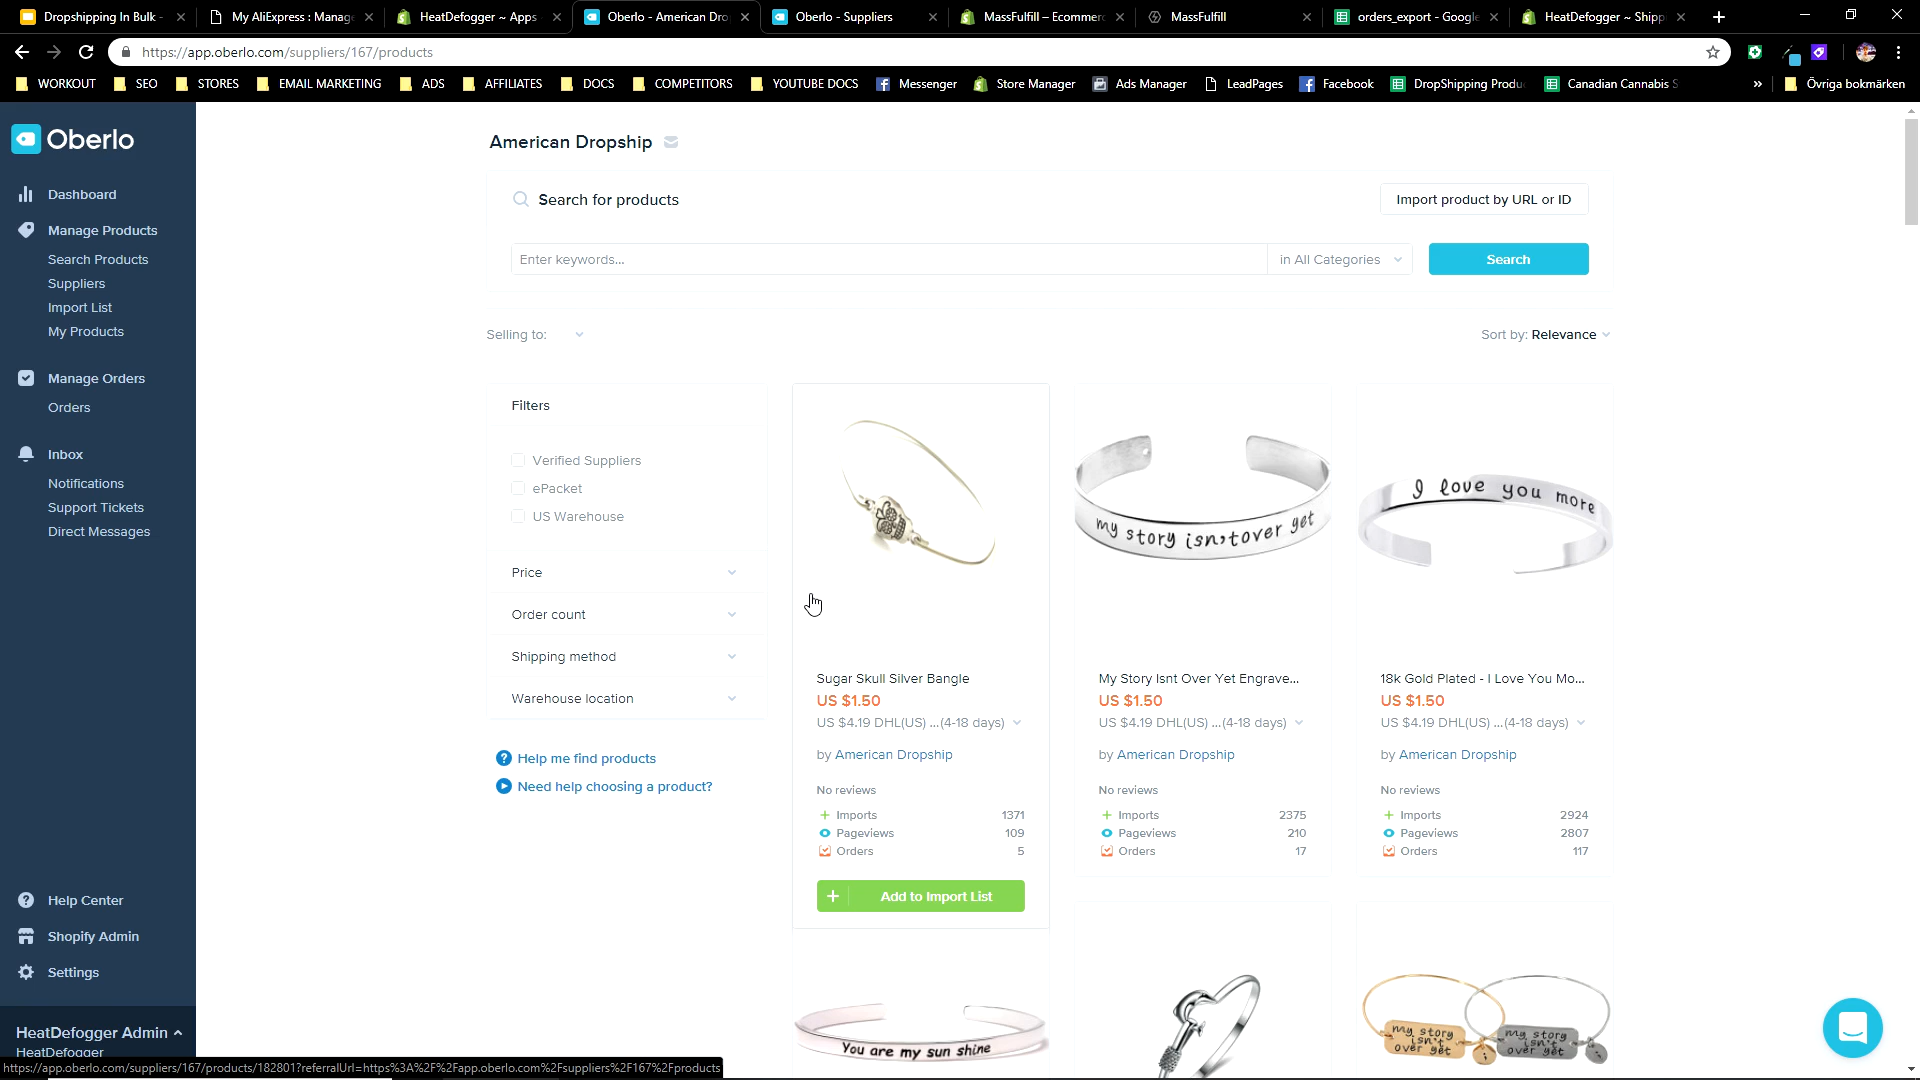 Dropshipping In Bulk -
My AliExpress : Manage
HeatDefogger ~ Apps
Oberlo - American Dro
Oberlo - Suppliers
MassFulfill – Ecommerc
MassFulfill
orders_export - Google
HeatDefogger ~ Shipp
https://app.oberlo.com/suppliers/167/products
WORKOUT
SEO
STORES
EMAIL MARKETING
ADS
AFFILIATES
DOCS
COMPETITORS
YOUTUBE DOCS
Messenger
Store Manager
Ads Manager
LeadPages
Facebook
DropShipping Produ
Canadian Cannabis S
»
Övriga bokmärken
Oberlo
Dashboard
Manage Products
Search Products
Suppliers
Import List
My Products
Manage Orders
Orders
Inbox
Notifications
Support Tickets
Direct Messages
Help Center
Shopify Admin
Settings
HeatDefogger Admin
HeatDefogger
American Dropship
Search for products
Import product by URL or ID
Enter keywords...
in All Categories
Search
Selling to:
Sort by: Relevance
Filters
Verified Suppliers
ePacket
US Warehouse
Price
Order count
Shipping method
Warehouse location
Help me find products
Need help choosing a product?
Sugar Skull Silver Bangle
US $1.50
US $4.19 DHL(US) ...(4-18 days)
by American Dropship
No reviews
Imports 1371
Pageviews 109
Orders 5
Add to Import List
my story isn't over yet
My Story Isnt Over Yet Engrave...
US $1.50
US $4.19 DHL(US) ...(4-18 days)
by American Dropship
No reviews
Imports 2375
Pageviews 210
Orders 17
I love you more
18k Gold Plated - I Love You Mo...
US $1.50
US $4.19 DHL(US) ...(4-18 days)
by American Dropship
No reviews
Imports 2924
Pageviews 2807
Orders 117
You are my sun shine
my story
isn't
over yet
my story
isn't
over yet
https://app.oberlo.com/suppliers/167/products/182801?referralUrl=https%3A%2F%2Fapp.oberlo.com%2Fsuppliers%2F167%2Fproducts